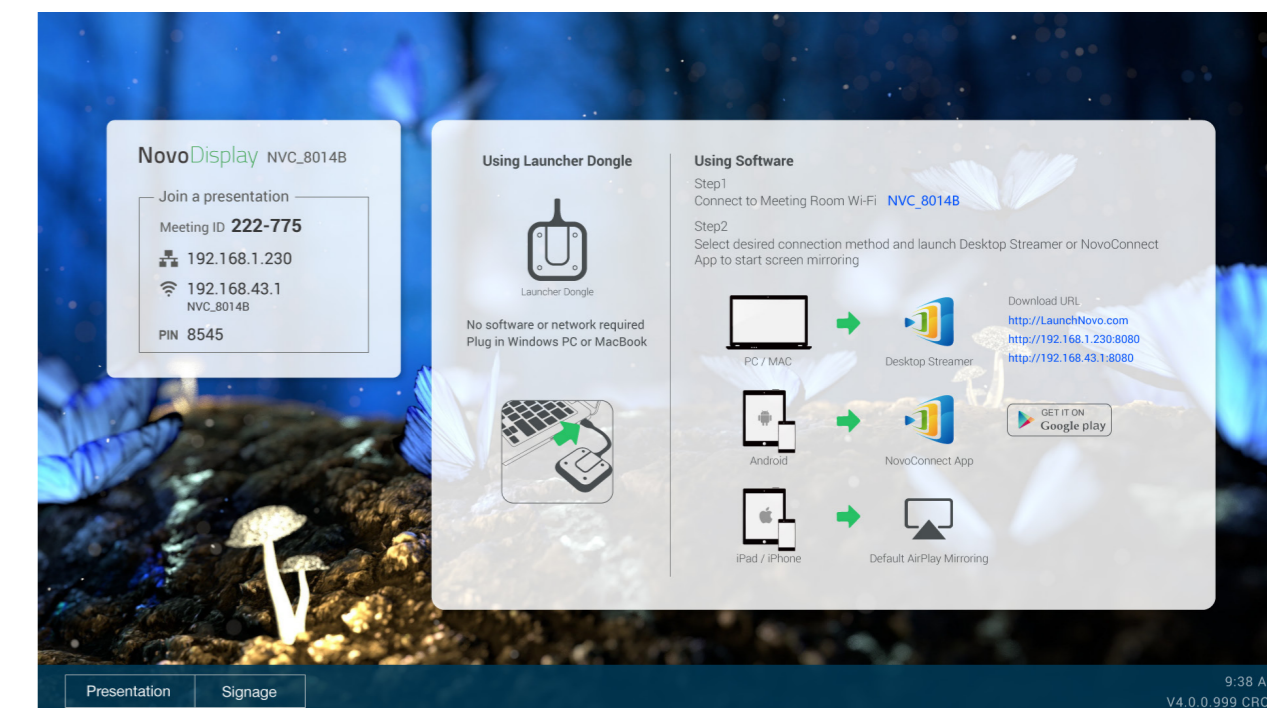 NovoDisplay NVC_8014B
Join a presentation
Meeting ID 222-775
192.168.1.230
192.168.43.1
NVC_8014B
PIN 8545
Using Launcher Dongle
Launcher Dongle
No software or network required
Plug in Windows PC or MacBook
Using Software
Step1
Connect to Meeting Room Wi-Fi NVC_8014B
Step2
Select desired connection method and launch Desktop Streamer or NovoConnect
App to start screen mirroring
PC / MAC
Desktop Streamer
Download URL
http://LaunchNovo.com
http://192.168.1.230:8080
http://192.168.43.1:8080
Android
NovoConnect App
GET IT ON
Google play
iPad / iPhone
Default AirPlay Mirroring
Presentation
Signage
9:38 A
V4.0.0.999 CRC